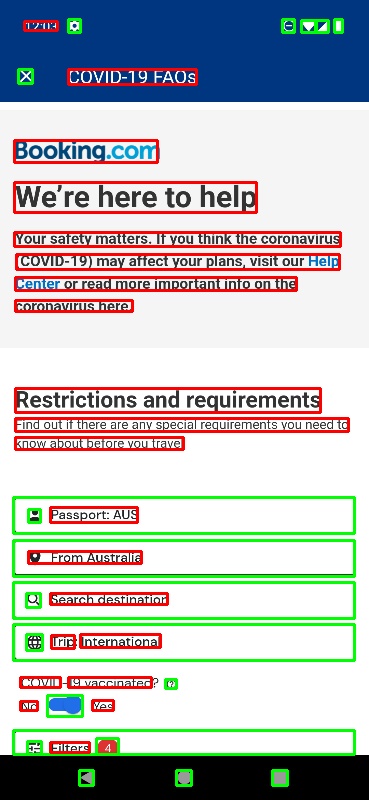 12:09
COVID-19 FAQs
Booking.com
We're here to help
Your safety matters. If you think the coronavirus
(COVID-19) may affect your plans, visit our Help
Center or read more important info on the
coronavirus here.
Restrictions and requirements
Find out if there are any special requirements you need to
know about before you travel
Passport: AUS
From Australia
Search destination
Trip: International
COVID-19 vaccinated?
No Yes
Filters 4